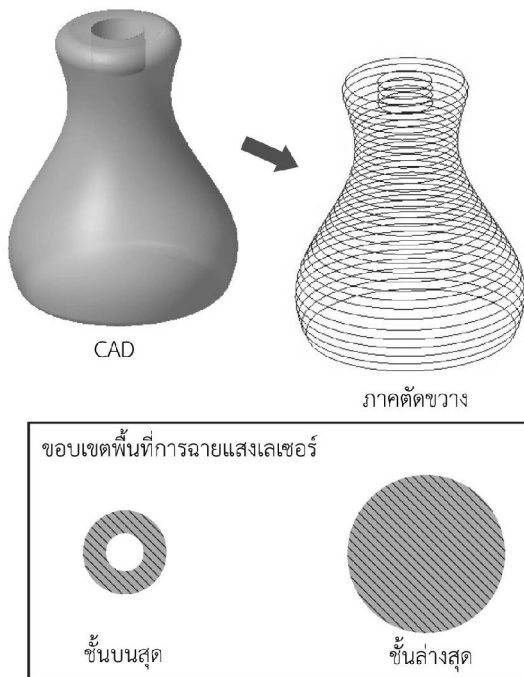 CAD
ภาคตัดขวาง
ขอบเขตพื้นที่การฉายแสงเลเซอร์
ชั้นบนสุด
ชั้นล่างสุด